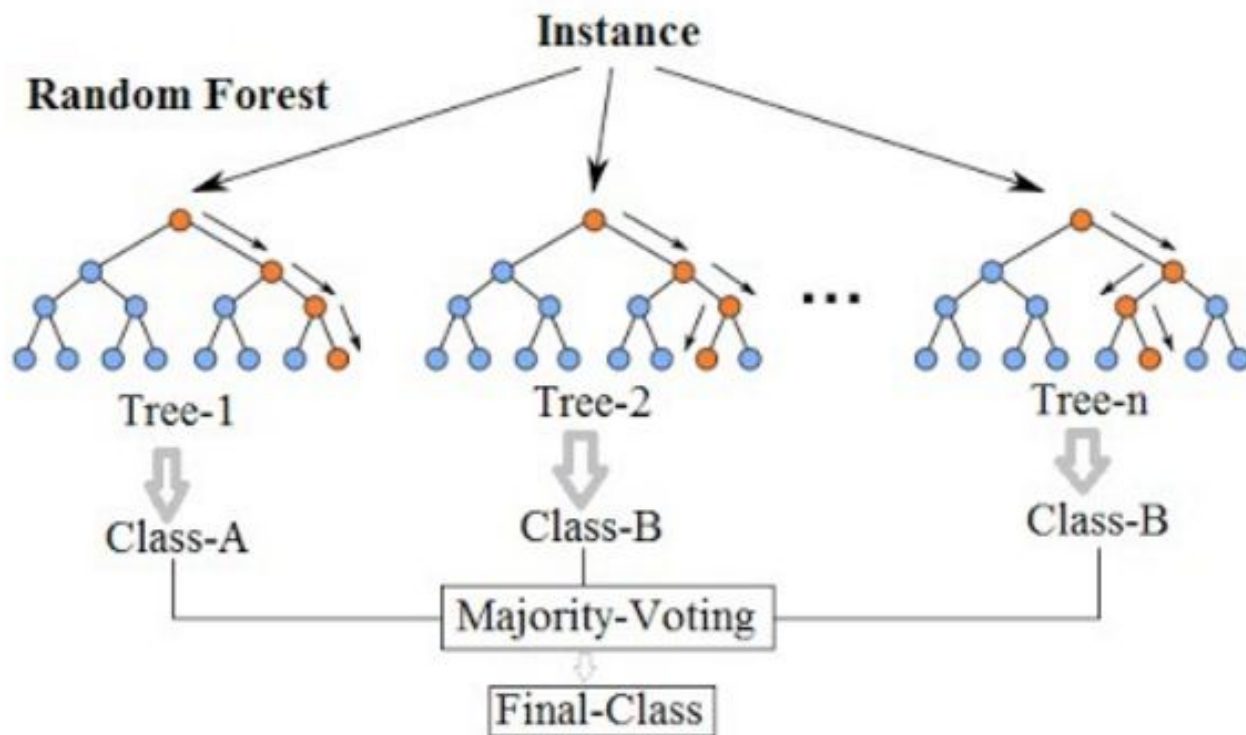 Instance
Random Forest
...
Tree-1
Tree-2
Tree-n
Class-A
Class-B
Class-B
Majority-Voting
Final-Class